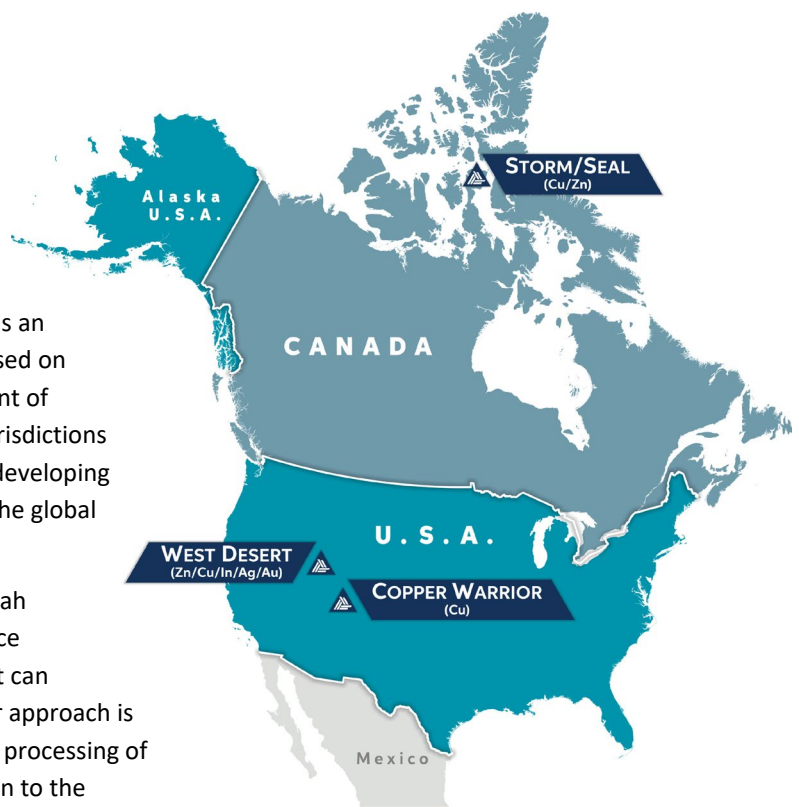 STORM/SEAL
(Cu/Zn)
Alaska
U.S.A.
CANADA
U.S.A.
WEST DESERT
(Zn/Cu/In/Ag/Au)
COPPER WARRIOR
(Cu)
Mexico
s an
sed on
nt of
risdictions
developing
he global
ah
ce
t can
r approach is
processing of
n to the